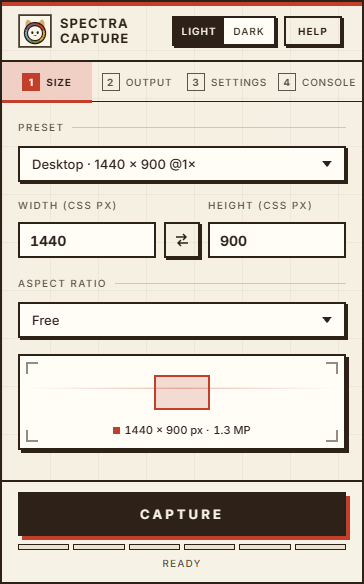 SPECTRA
CAPTURE
LIGHT DARK HELP
1 SIZE 2 OUTPUT 3 SETTINGS 4 CONSOLE
PRESET
Desktop · 1440 × 900 @1×
WIDTH (CSS PX) HEIGHT (CSS PX)
1440 900
ASPECT RATIO
Free
1440 × 900 px · 1.3 MP
CAPTURE
READY